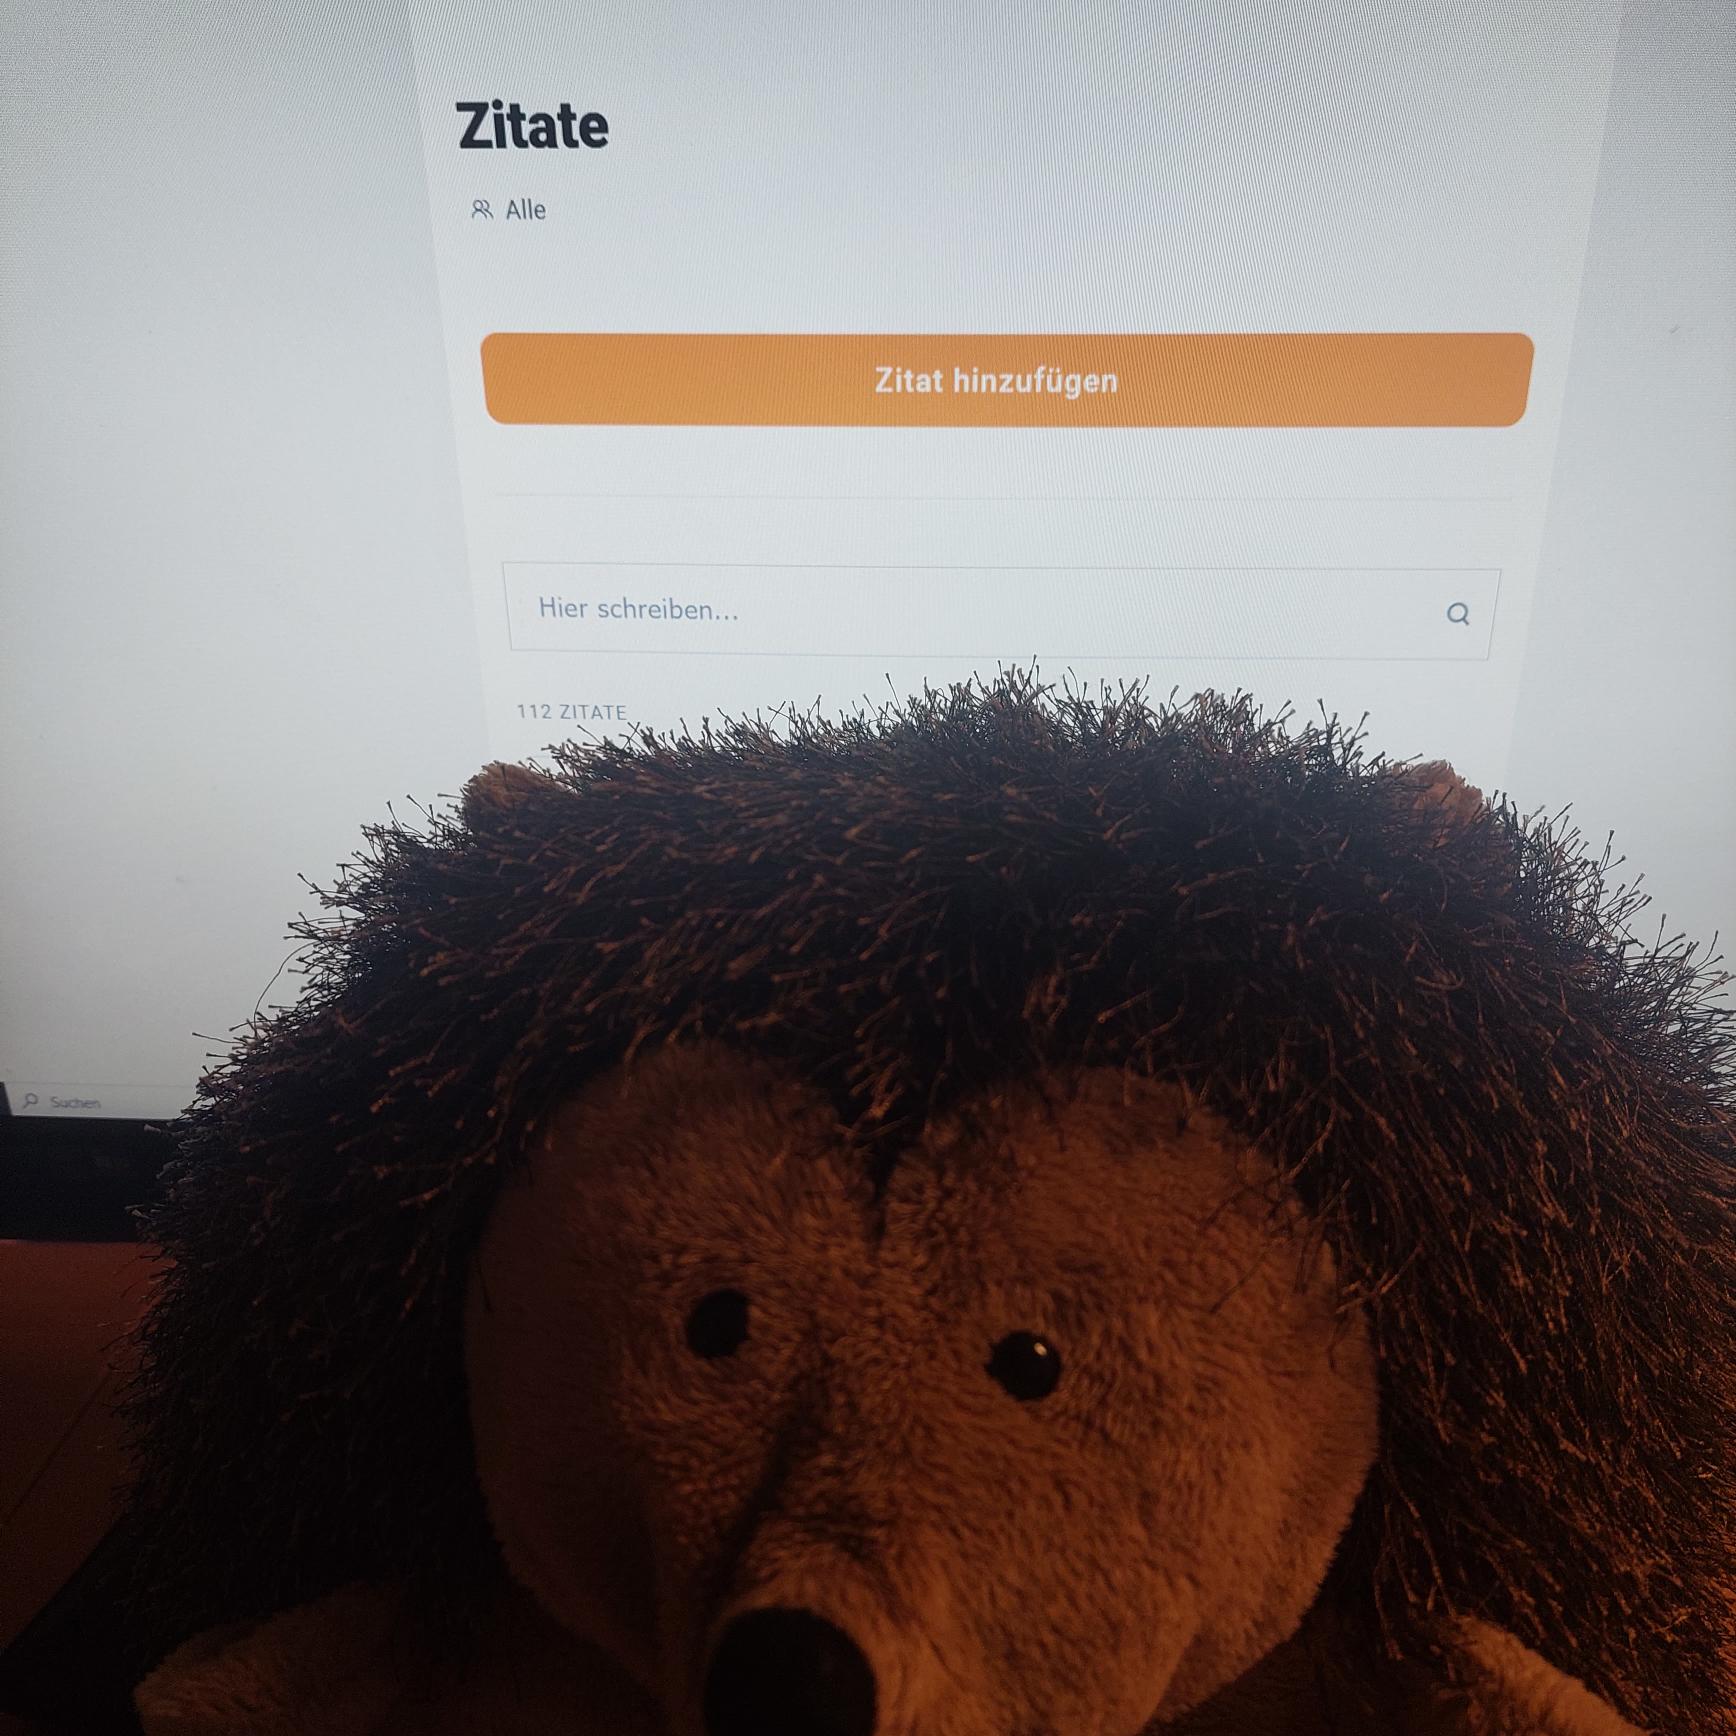 Zitate
Alle
Zitat hinzufügen
Hier schreiben...
112 ZITATE
Suchen